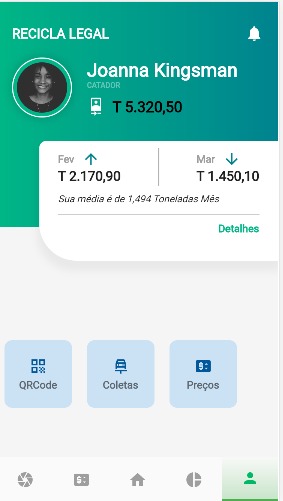 RECICLA LEGAL
Joanna Kingsman
CATADOR
T 5.320,50
Fev Mar
T 2.170,90 T 1.450,10
Sua média é de 1,494 Toneladas Mês
Detalhes
QRCode Coletas Preços